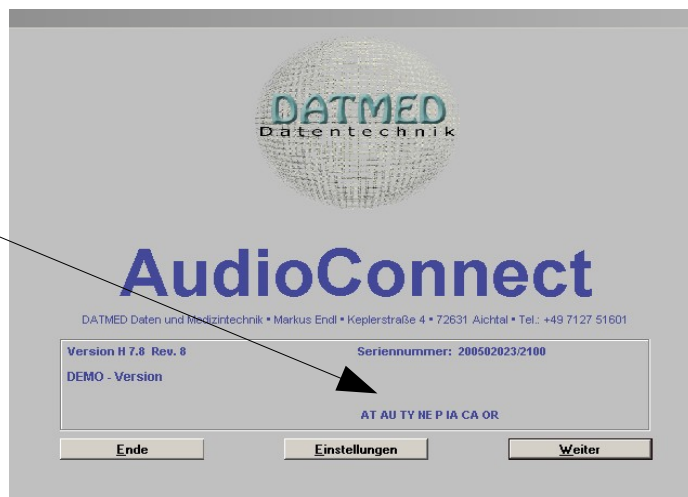 DATMED
Datentechnik
AudioConnect
DATMED Daten und Medizintechnik • Markus Endl • Keplerstraße 4 • 72631 Aichtal • Tel.: +49 7127 51601
Version H 7.8 Rev. 8 Seriennummer: 200502023/2100
DEMO - Version
AT AU TY NE P IA CA OR
Ende Einstellungen Weiter